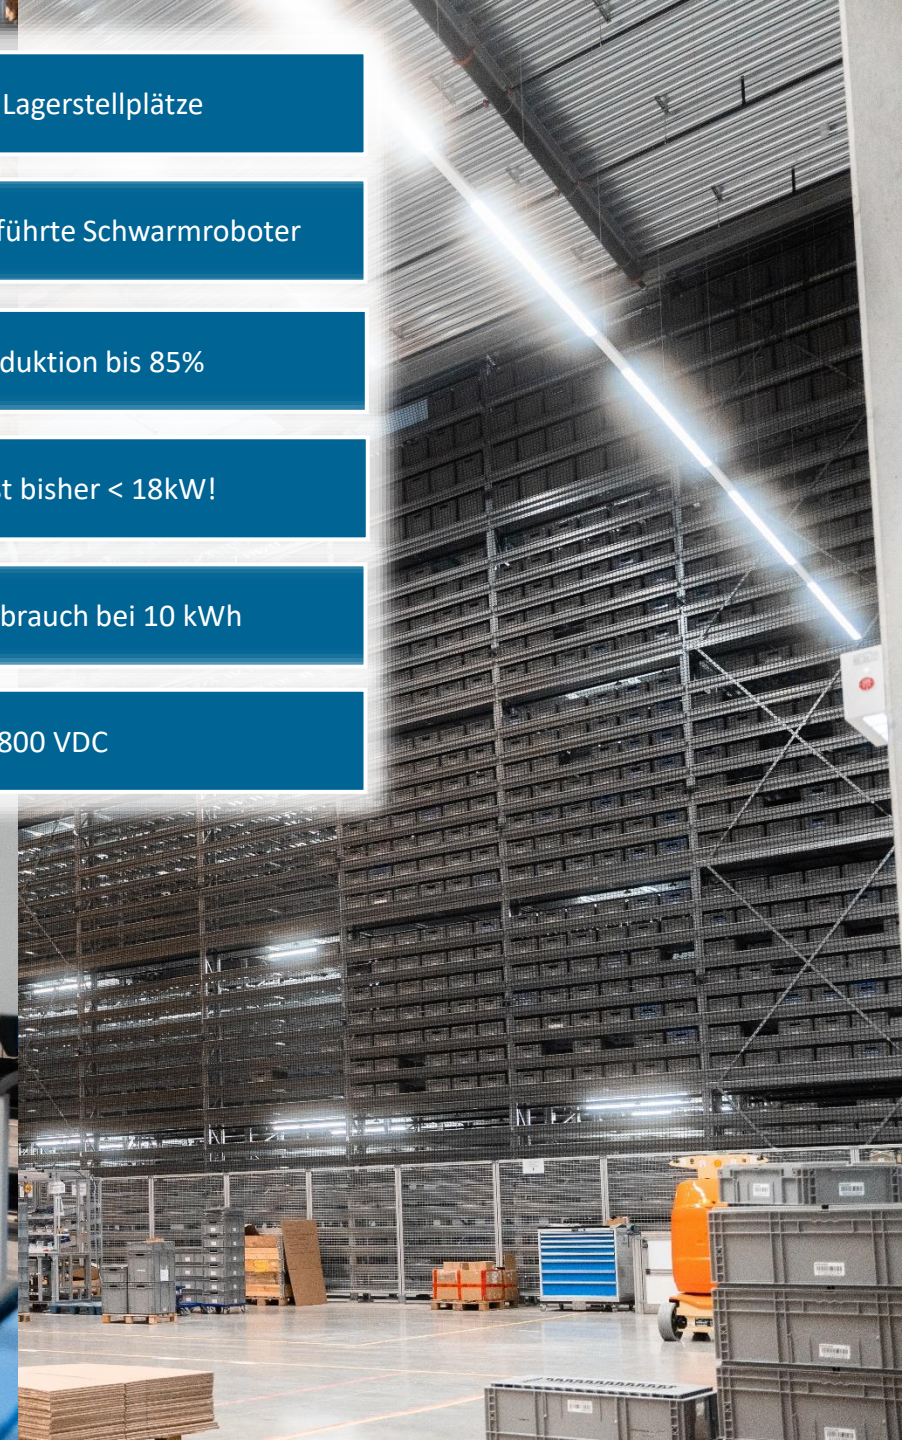 Lagerstellplätze
führte Schwarmroboter
duktion bis 85%
t bisher < 18kW!
brauch bei 10 kWh
800 VDC